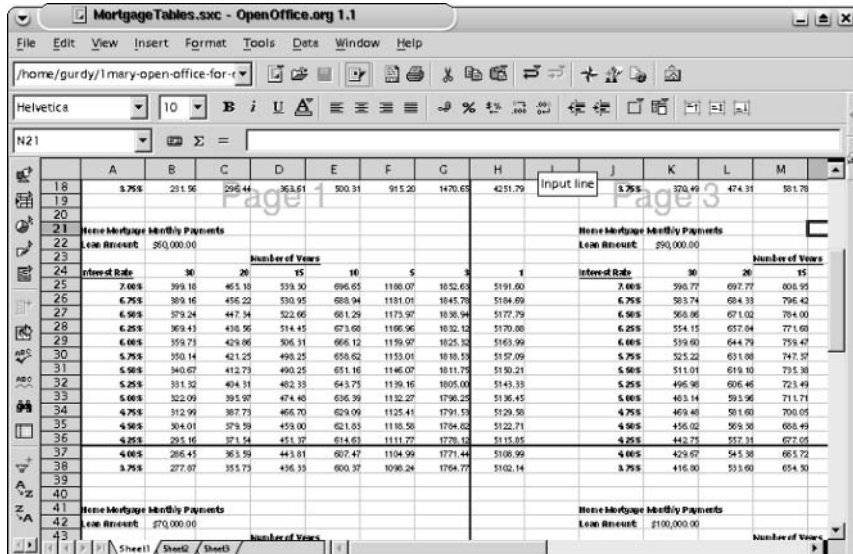 MortgageTables.sxc - OpenOffice.org 1.1
File Edit View Insert Format Tools Data Window Help
/home/gurdy/1mary-open-office-for-
Helvetica 10 B i U A
N21 Σ =
A B C D E F G H J K L M
Input line
Page 1 Page 3
18 3.75% 231.56 296.44 363.61 500.31 915.20 1470.65 4251.79 3.75% 370.49 474.31 581.78
19
20
21 Home Mortgage Monthly Payments Home Mortgage Monthly Payments
22 Loan Amount: $60,000.00 Loan Amount: $90,000.00
23 Number of Years Number of Years
24 Interest Rate 30 20 15 10 5 3 1 Interest Rate 30 20 15
25 7.00% 399.18 465.18 539.30 696.65 1188.07 1852.63 5191.60 7.00% 598.77 697.77 808.95
26 6.75% 389.16 456.22 530.95 688.94 1181.01 1845.78 5184.69 6.75% 583.74 684.33 796.42
27 6.50% 379.24 447.34 522.66 681.29 1173.97 1838.94 5177.79 6.50% 568.86 671.02 784.00
28 6.25% 369.43 438.56 514.45 673.68 1166.96 1832.12 5170.88 6.25% 554.15 657.84 771.68
29 6.00% 359.73 429.86 506.31 666.12 1159.97 1825.32 5163.99 6.00% 539.60 644.79 759.47
30 5.75% 350.14 421.25 498.25 658.62 1153.01 1818.53 5157.09 5.75% 525.22 631.88 747.37
31 5.50% 340.67 412.73 490.25 651.16 1146.07 1811.75 5150.21 5.50% 511.01 619.10 735.38
32 5.25% 331.32 404.31 482.33 643.75 1139.16 1805.00 5143.33 5.25% 496.98 606.46 723.49
33 5.00% 322.09 395.97 474.48 636.39 1132.27 1798.25 5136.45 5.00% 483.14 593.96 711.71
34 4.75% 312.99 387.73 466.70 629.09 1125.41 1791.53 5129.58 4.75% 469.48 581.60 700.05
35 4.50% 304.01 379.59 459.00 621.83 1118.58 1784.82 5122.71 4.50% 456.02 569.38 688.49
36 4.25% 295.16 371.54 451.37 614.63 1111.77 1778.12 5115.85 4.25% 442.75 557.31 677.05
37 4.00% 286.45 363.59 443.81 607.47 1104.99 1771.44 5108.99 4.00% 429.67 545.38 665.72
38 3.75% 277.87 355.73 436.33 600.37 1098.24 1764.77 5102.14 3.75% 416.80 533.60 654.50
39
40
41 Home Mortgage Monthly Payments Home Mortgage Monthly Payments
42 Loan Amount: $70,000.00 Loan Amount: $100,000.00
43 Number of Years Number of Years
Sheet1 Sheet2 Sheet3